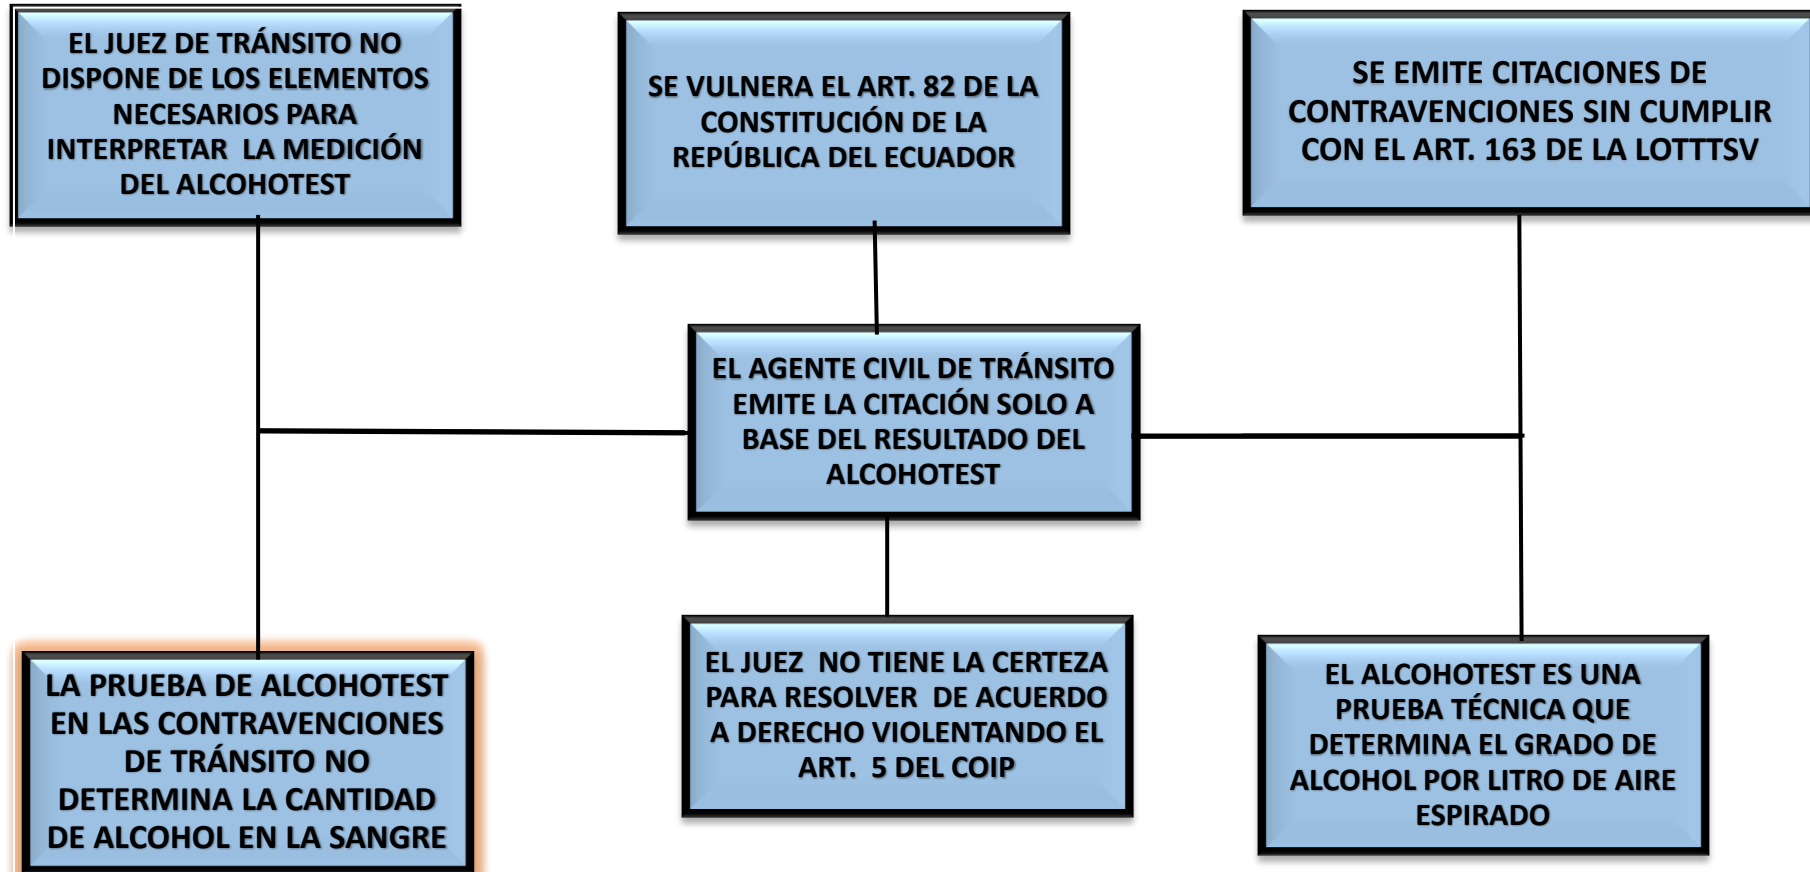 EL JUEZ DE TRÁNSITO NO
DISPONE DE LOS ELEMENTOS
NECESARIOS PARA
INTERPRETAR LA MEDICIÓN
DEL ALCOHOTEST
SE VULNERA EL ART. 82 DE LA
CONSTITUCIÓN DE LA
REPÚBLICA DEL ECUADOR
SE EMITE CITACIONES DE
CONTRAVENCIONES SIN CUMPLIR
CON EL ART. 163 DE LA LOTTTSV
EL AGENTE CIVIL DE TRÁNSITO
EMITE LA CITACIÓN SOLO A
BASE DEL RESULTADO DEL
ALCOHOTEST
LA PRUEBA DE ALCOHOTEST
EN LAS CONTRAVENCIONES
DE TRÁNSITO NO
DETERMINA LA CANTIDAD
DE ALCOHOL EN LA SANGRE
EL JUEZ NO TIENE LA CERTEZA
PARA RESOLVER DE ACUERDO
A DERECHO VIOLENTANDO EL
ART. 5 DEL COIP
EL ALCOHOTEST ES UNA
PRUEBA TÉCNICA QUE
DETERMINA EL GRADO DE
ALCOHOL POR LITRO DE AIRE
ESPIRADO